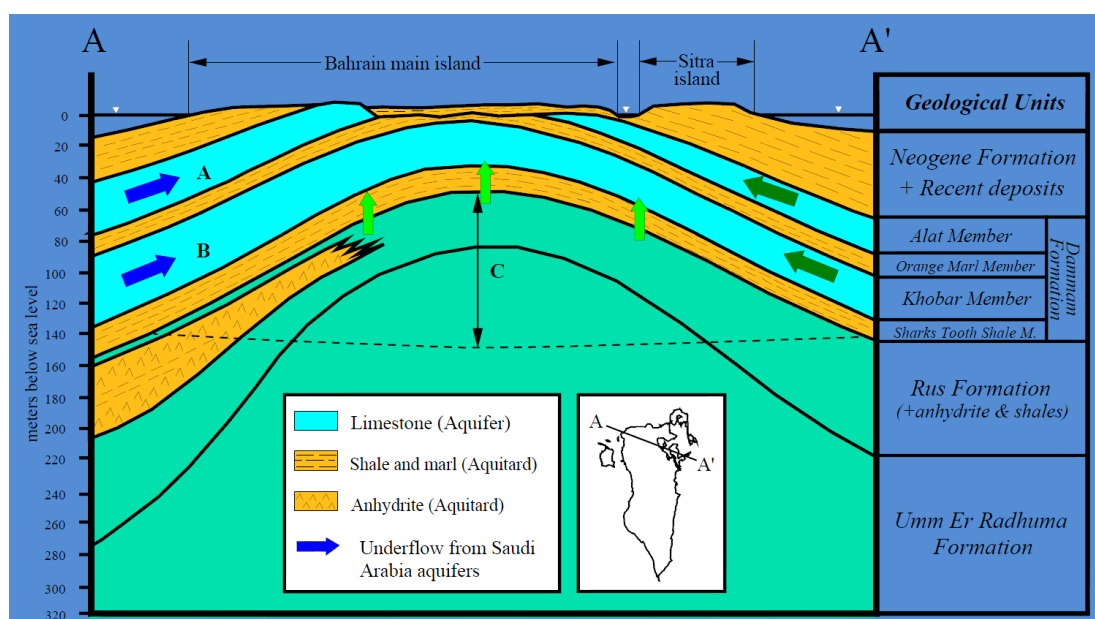 A
A'
Bahrain main island
Sitra
island
meters below sea level
0
20
40
60
80
100
120
140
160
180
200
220
240
260
280
300
320
A
B
C
Geological Units
Neogene Formation
+ Recent deposits
Alat Member
Orange Marl Member
Khobar Member
Sharks Tooth Shale M.
Dammam
Formation
Rus Formation
(+anhydrite & shales)
Umm Er Radhuma
Formation
Limestone (Aquifer)
Shale and marl (Aquitard)
Anhydrite (Aquitard)
Underflow from Saudi
Arabia aquifers
A
A'